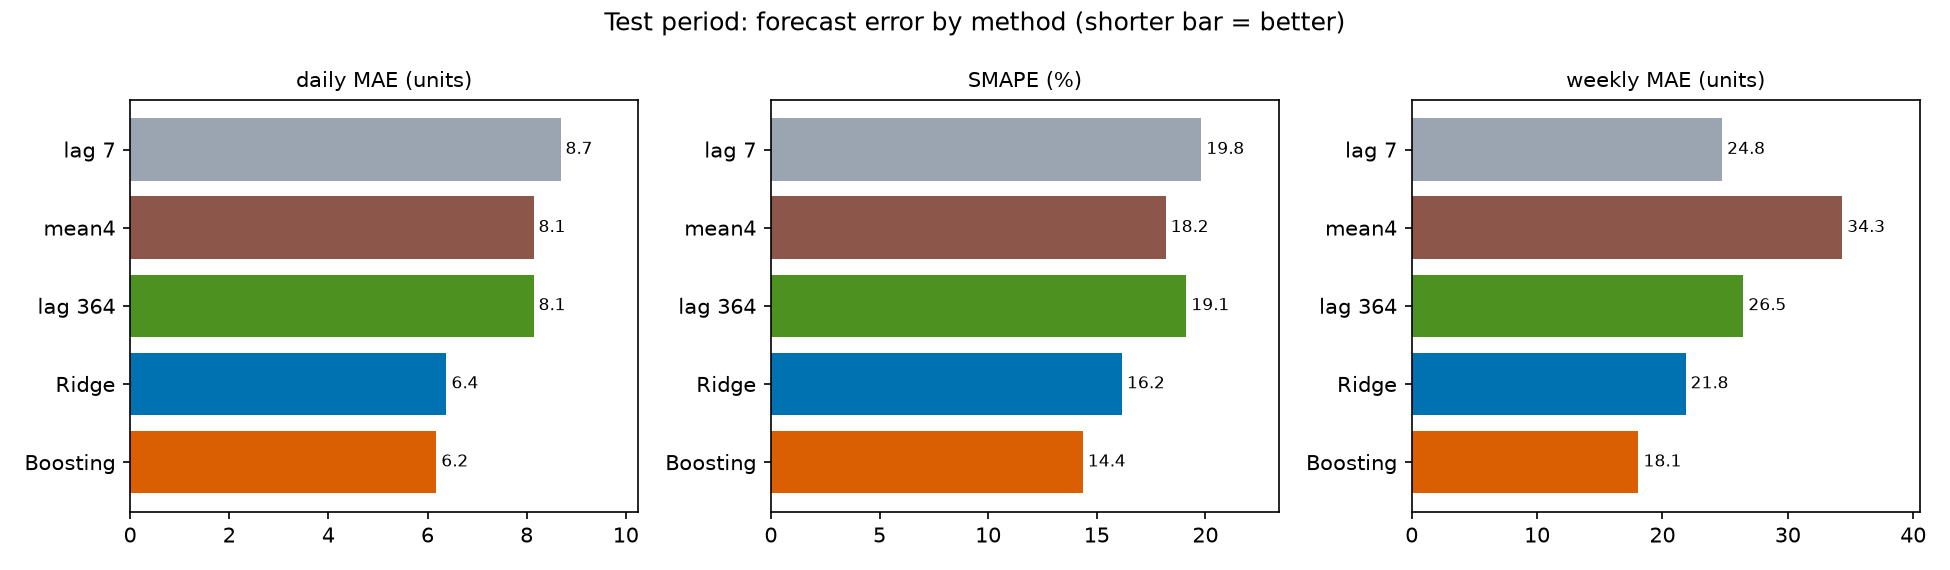 Test period: forecast error by method (shorter bar = better)
daily MAE (units)
lag 7
8.7
mean4
8.1
lag 364
8.1
Ridge
6.4
Boosting
6.2
0 2 4 6 8 10
SMAPE (%)
lag 7
19.8
mean4
18.2
lag 364
19.1
Ridge
16.2
Boosting
14.4
0 5 10 15 20
weekly MAE (units)
lag 7
24.8
mean4
34.3
lag 364
26.5
Ridge
21.8
Boosting
18.1
0 10 20 30 40